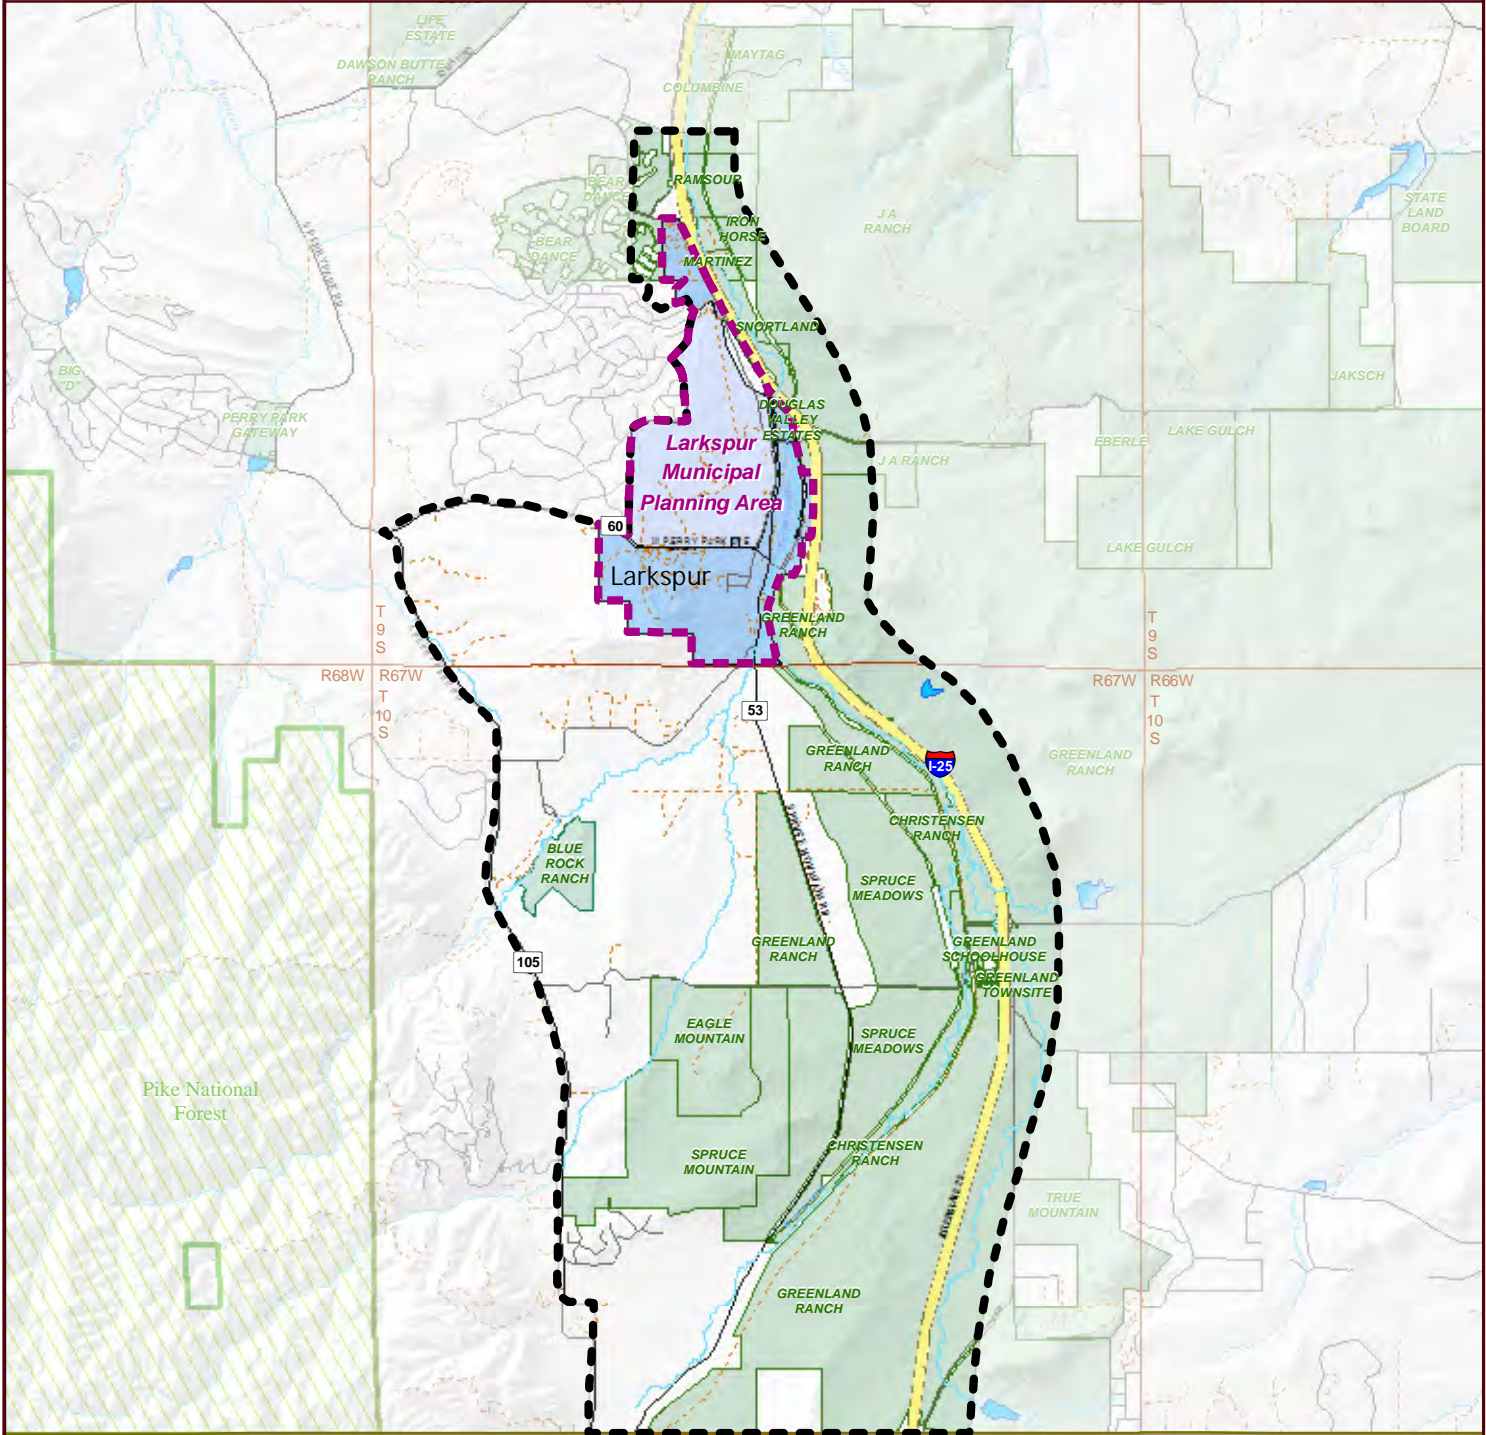 LIFE
ESTATE
DAWSON BUTTE
RANCH
MAYTAG
COLUMBINE
RAMSOUR
BEAR
DANCE
J A
RANCH
STATE
LAND
BOARD
IRON
HORSE
BEAR
DANCE
MARTINEZ
SNORTLAND
BIG
"D"
JAKSCH
PERRY PARK
GATEWAY
DOUGLAS
VALLEY
ESTATES
LAKE GULCH
EBERLE
Larkspur
Municipal
Planning Area
J A RANCH
60
W PERRY PARK AVE
LAKE GULCH
Larkspur
T
9
S
GREENLAND
RANCH
T
9
S
R68W
R67W
R67W
R66W
T
10
S
T
10
S
53
GREENLAND
RANCH
I-25
GREENLAND
RANCH
CHRISTENSEN
RANCH
BLUE
ROCK
RANCH
SPRUCE
MEADOWS
GREENLAND
RANCH
GREENLAND
SCHOOLHOUSE
105
GREENLAND
TOWNSITE
EAGLE
MOUNTAIN
SPRUCE
MEADOWS
Pike National
Forest
CHRISTENSEN
RANCH
SPRUCE
MOUNTAIN
TRUE
MOUNTAIN
GREENLAND
RANCH